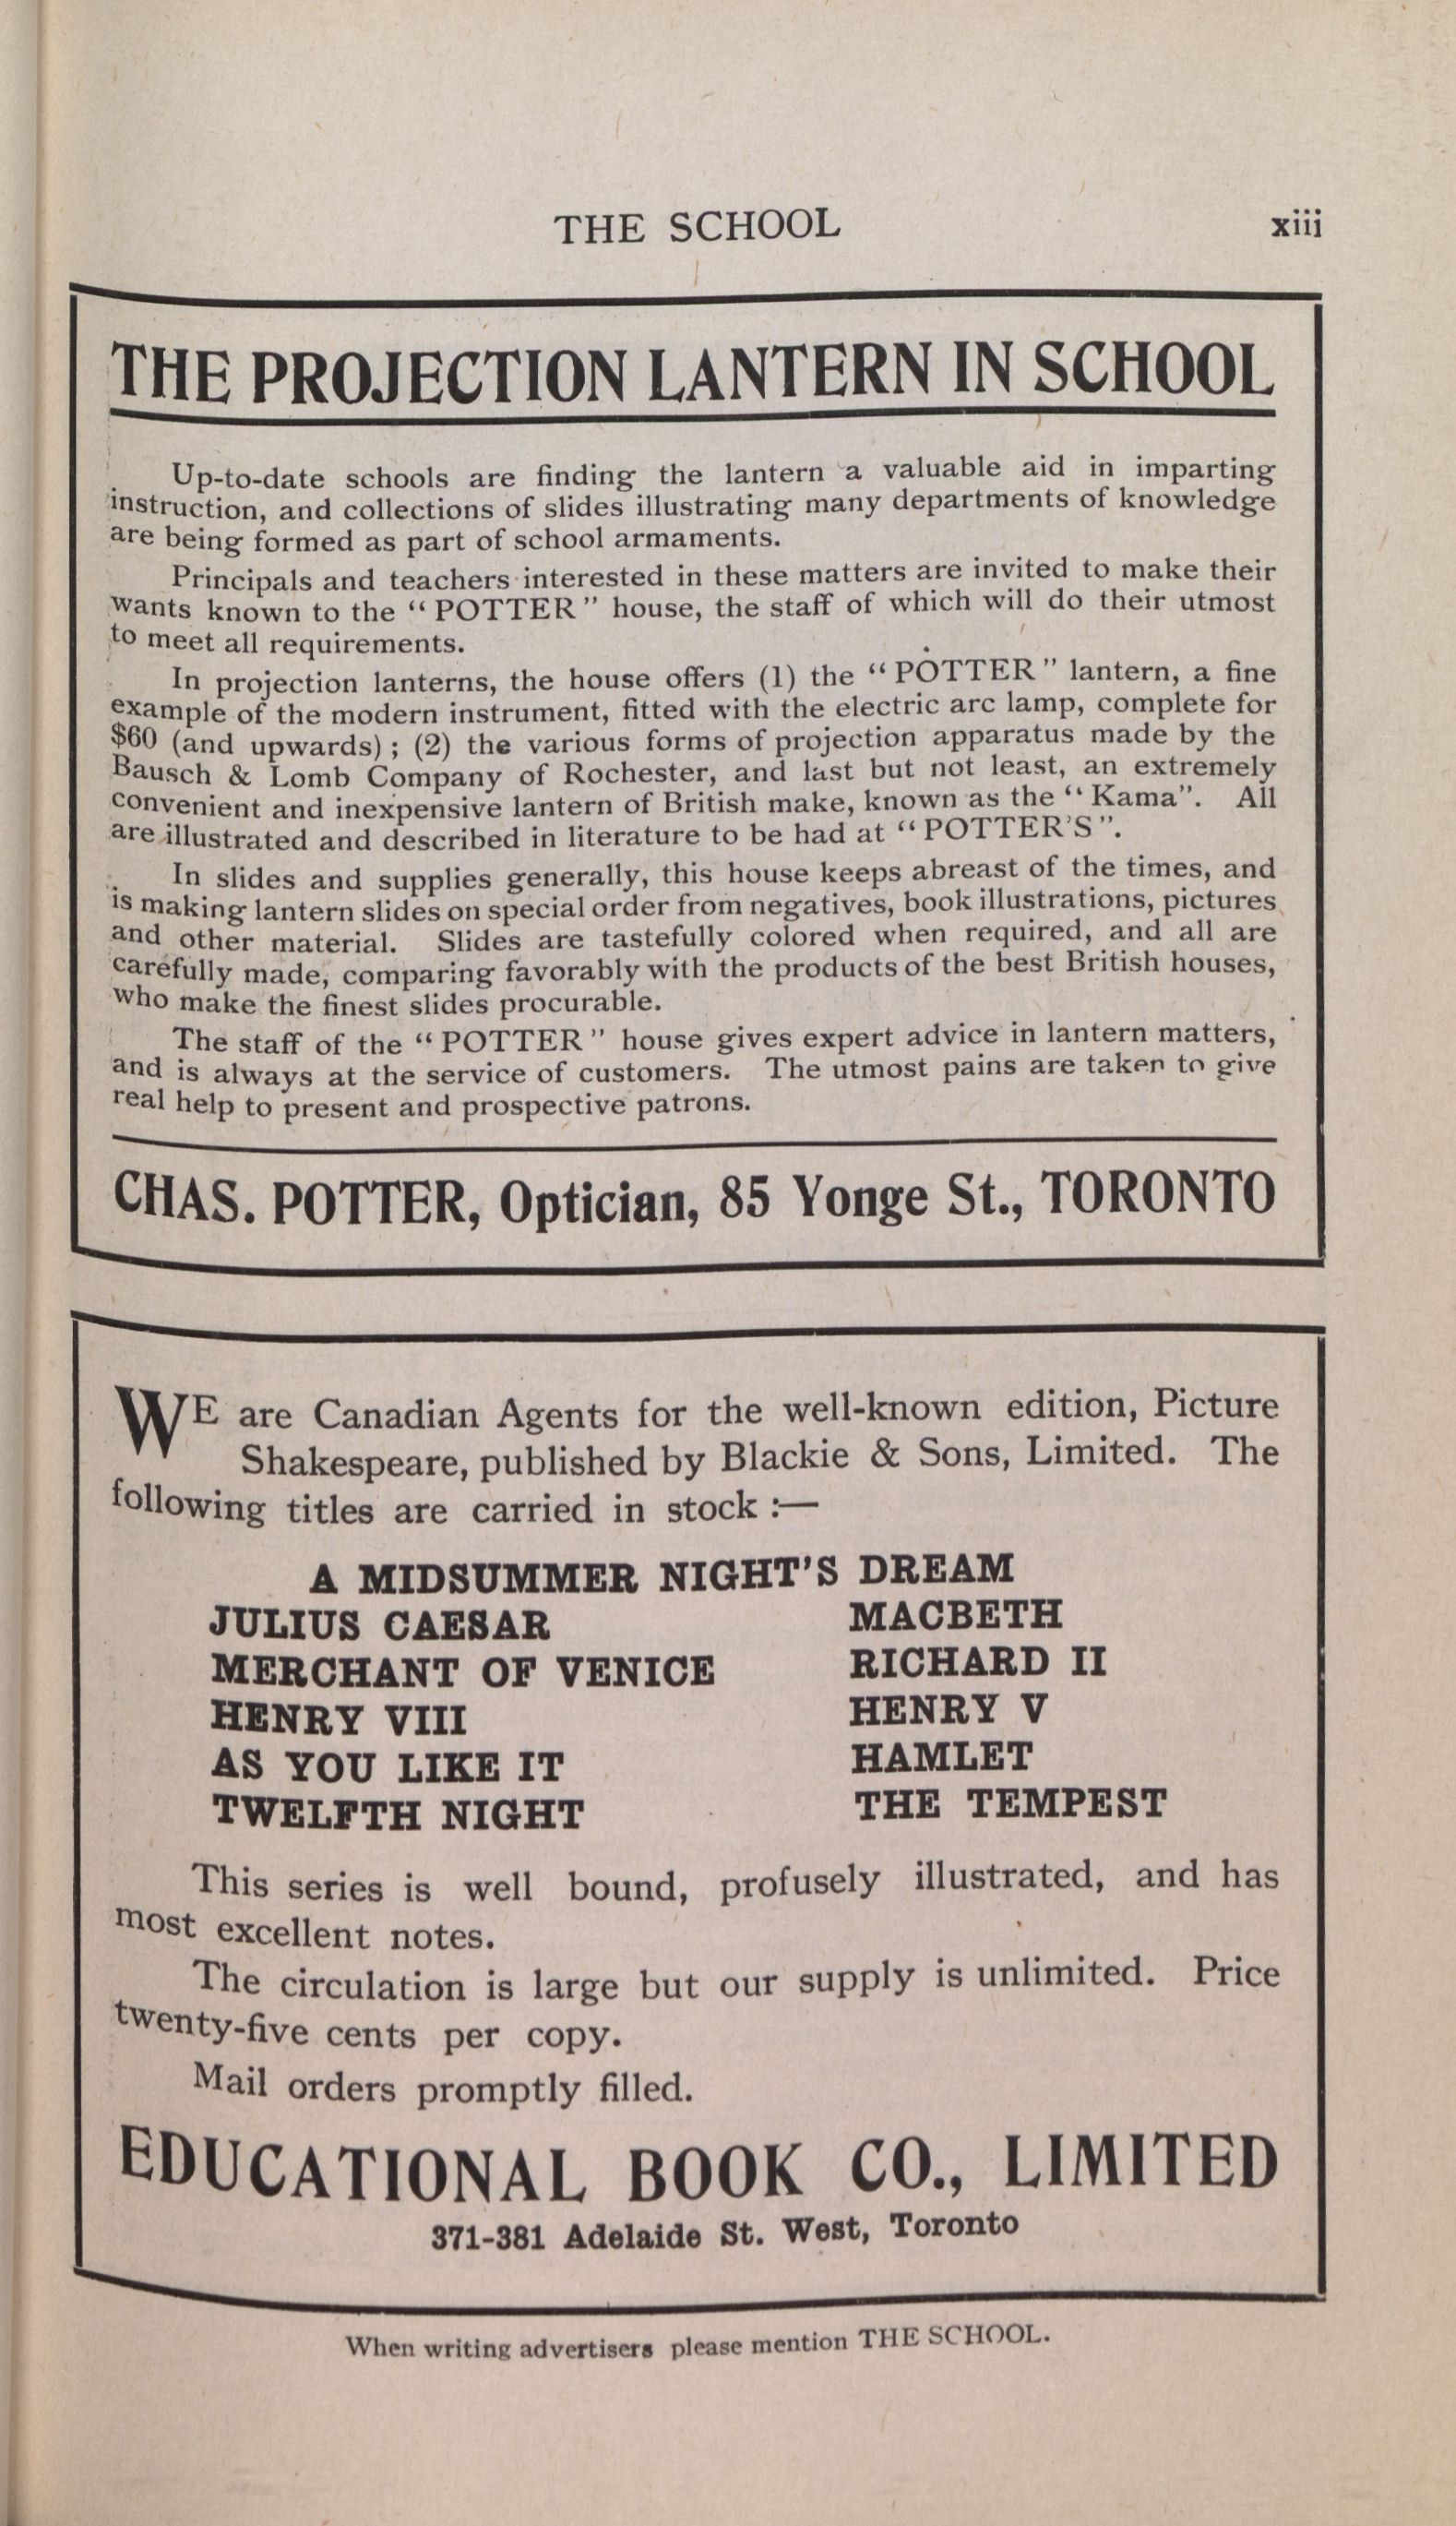 THE SCHOOL
xiii
THE PROJECTION LANTERN IN SCHOOL
Up-to-date schools are finding the lantern a valuable aid in imparting
instruction, and collections of slides illustrating many departments of knowledge
are being formed as part of school armaments.
Principals and teachers interested in these matters are invited to make their
wants known to the "POTTER" house, the staff of which will do their utmost
to meet all requirements.
In projection lanterns, the house offers (1) the "POTTER" lantern, a fine
example of the modern instrument, fitted with the electric arc lamp, complete for
$60 (and upwards); (2) the various forms of projection apparatus made by the
Bausch & Lomb Company of Rochester, and last but not least, an extremely
convenient and inexpensive lantern of British make, known as the "Kama". All
are illustrated and described in literature to be had at "POTTER'S".
In slides and supplies generally, this house keeps abreast of the times, and
is making lantern slides on special order from negatives, book illustrations, pictures
and other material. Slides are tastefully colored when required, and all are
carefully made, comparing favorably with the products of the best British houses,
who make the finest slides procurable.
The staff of the "POTTER" house gives expert advice in lantern matters,
and is always at the service of customers. The utmost pains are taken to give
real help to present and prospective patrons.
CHAS. POTTER, Optician, 85 Yonge St., TORONTO
WE are Canadian Agents for the well-known edition, Picture
Shakespeare, published by Blackie & Sons, Limited. The
following titles are carried in stock :—
A MIDSUMMER NIGHT'S DREAM
JULIUS CAESAR MACBETH
MERCHANT OF VENICE RICHARD II
HENRY VIII HENRY V
AS YOU LIKE IT HAMLET
TWELFTH NIGHT THE TEMPEST
This series is well bound, profusely illustrated, and has
most excellent notes.
The circulation is large but our supply is unlimited. Price
twenty-five cents per copy.
Mail orders promptly filled.
EDUCATIONAL BOOK CO., LIMITED
371-381 Adelaide St. West, Toronto
When writing advertisers please mention THE SCHOOL.